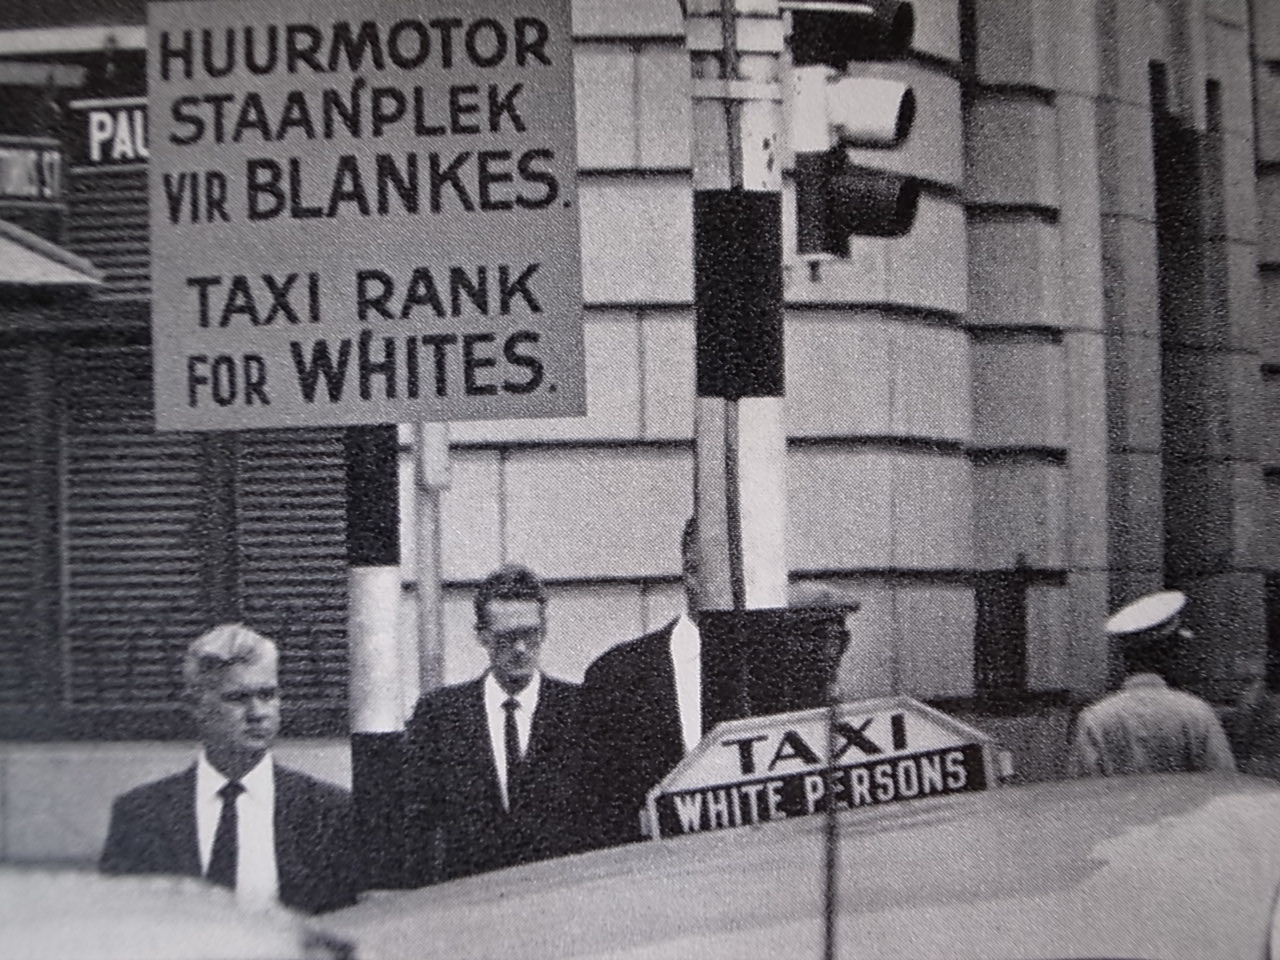 HUURMOTOR
STAANPLEK
VIR BLANKES.
TAXI RANK
FOR WHITES.
TAXI
WHITE PERSONS